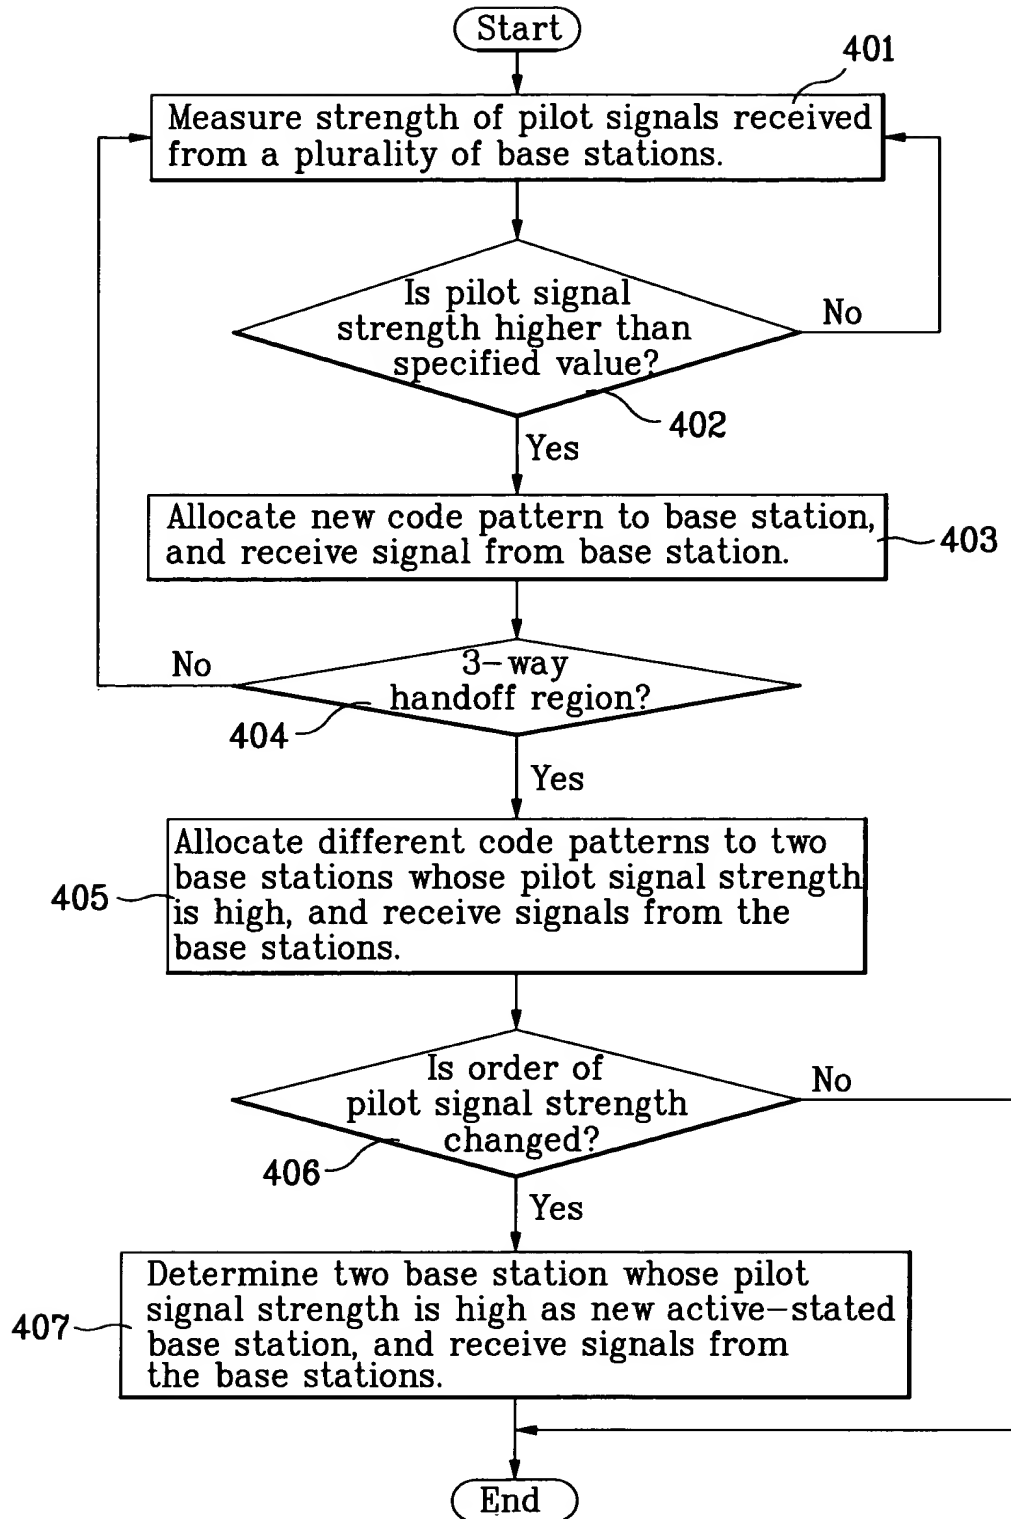 Start
401
Measure strength of pilot signals received
from a plurality of base stations.
Is pilot signal
strength higher than
specified value?
No
402
Yes
Allocate new code pattern to base station,
and receive signal from base station.
403
No
3-way
handoff region?
404
Yes
Allocate different code patterns to two
base stations whose pilot signal strength
is high, and receive signals from the
base stations.
405
Is order of
pilot signal strength
changed?
No
406
Yes
Determine two base station whose pilot
signal strength is high as new active-stated
base station, and receive signals from
the base stations.
407
End